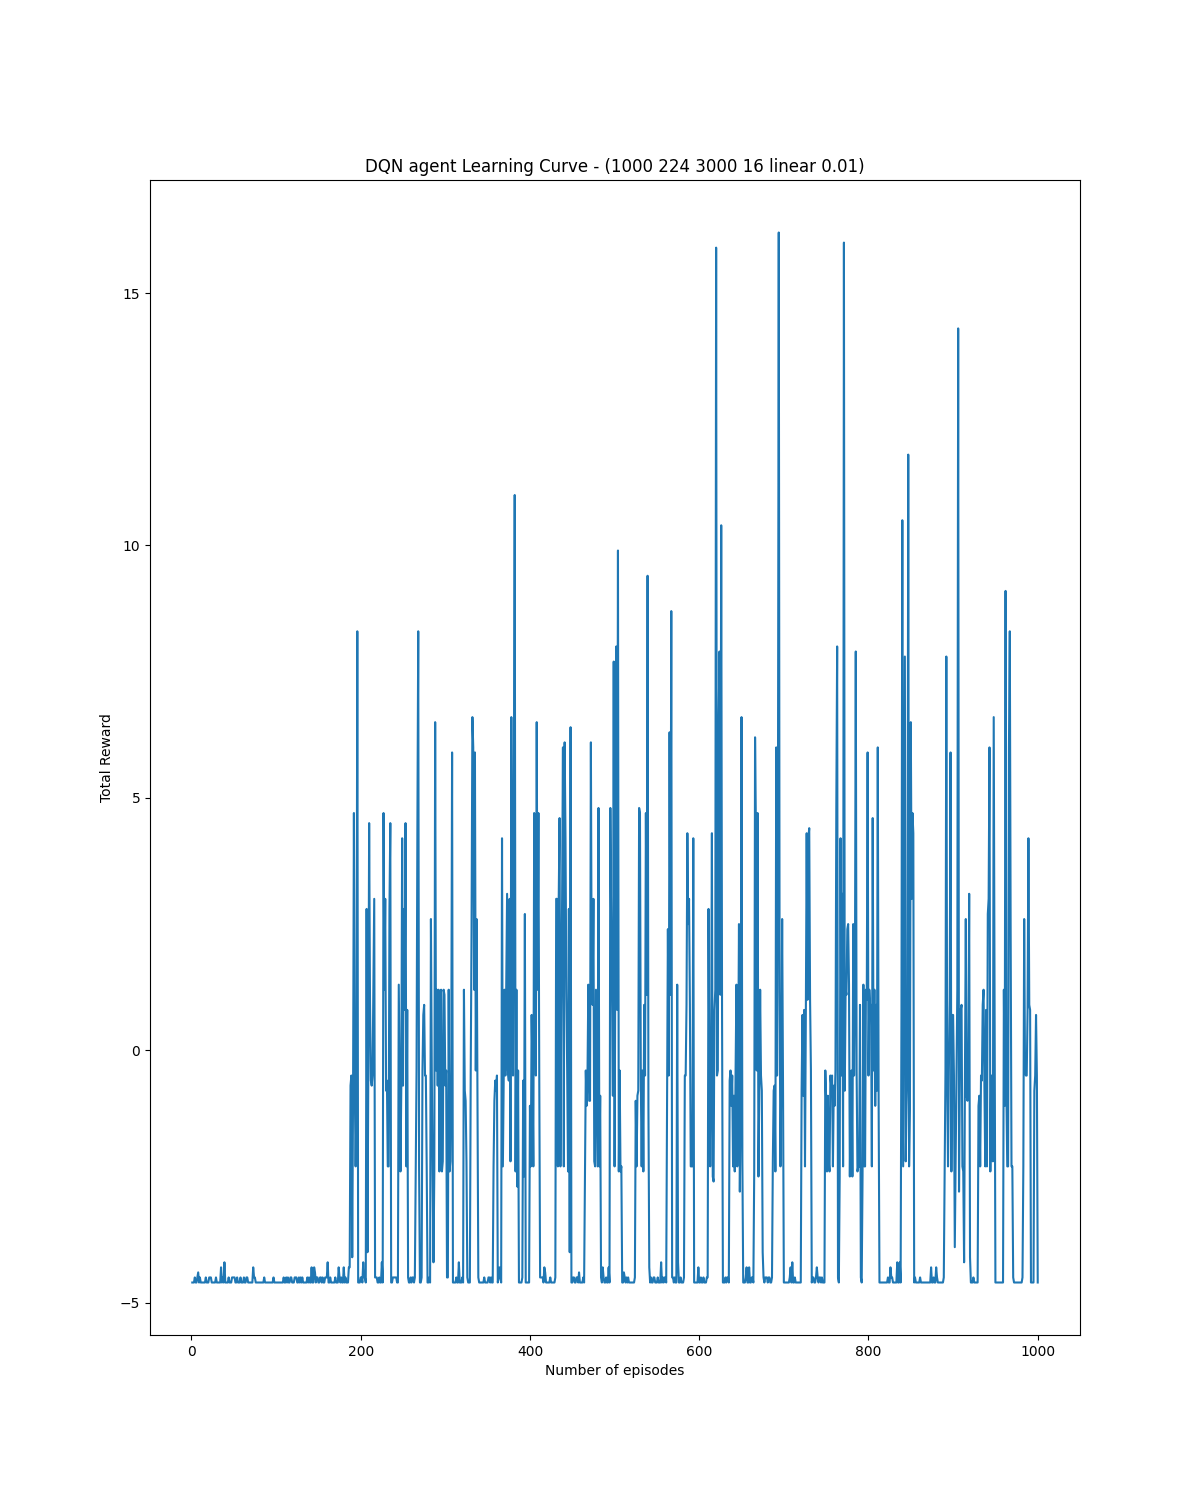 DQN agent Learning Curve - (1000 224 3000 16 linear 0.01)
15
10
5
0
−5
Total Reward
0 200 400 600 800 1000
Number of episodes